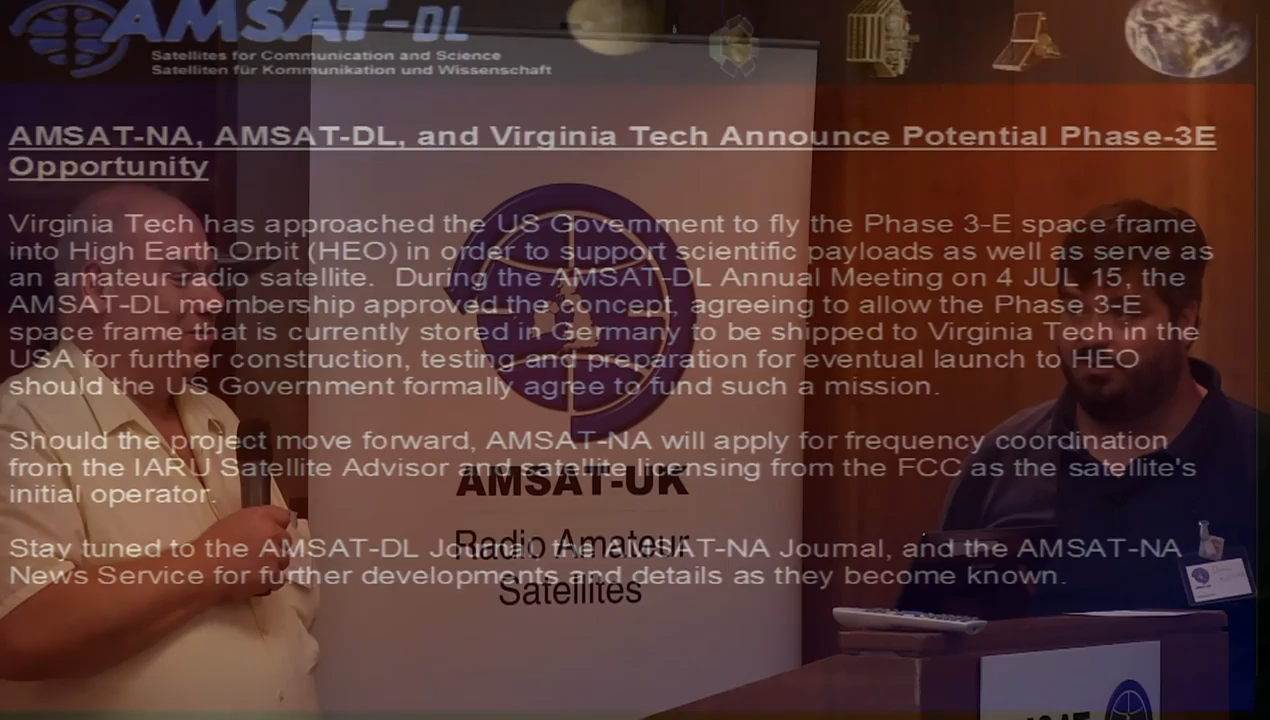 AMSAT-DL
Satellites for Communication and Science
Satelliten für Kommunikation und Wissenschaft
AMSAT-NA, AMSAT-DL, and Virginia Tech Announce Potential Phase-3E
Opportunity
Virginia Tech has approached the US Government to fly the Phase 3-E space frame
into High Earth Orbit (HEO) in order to support scientific payloads as well as serve as
an amateur radio satellite. During the AMSAT-DL Annual Meeting on 4 JUL 15, the
AMSAT-DL membership approved the concept, agreeing to allow the Phase 3-E
space frame that is currently stored in Germany to be shipped to Virginia Tech in the
USA for further construction, testing and preparation for eventual launch to HEO
should the US Government formally agree to fund such a mission.
Should the project move forward, AMSAT-NA will apply for frequency coordination
from the IARU Satellite Advisor and satellite licensing from the FCC as the satellite's
initial operator.
Stay tuned to the AMSAT-DL Journal, the AMSAT-NA Journal, and the AMSAT-NA
News Service for further developments and details as they become known.
AMSAT-UK
Radio Amateur
Satellites